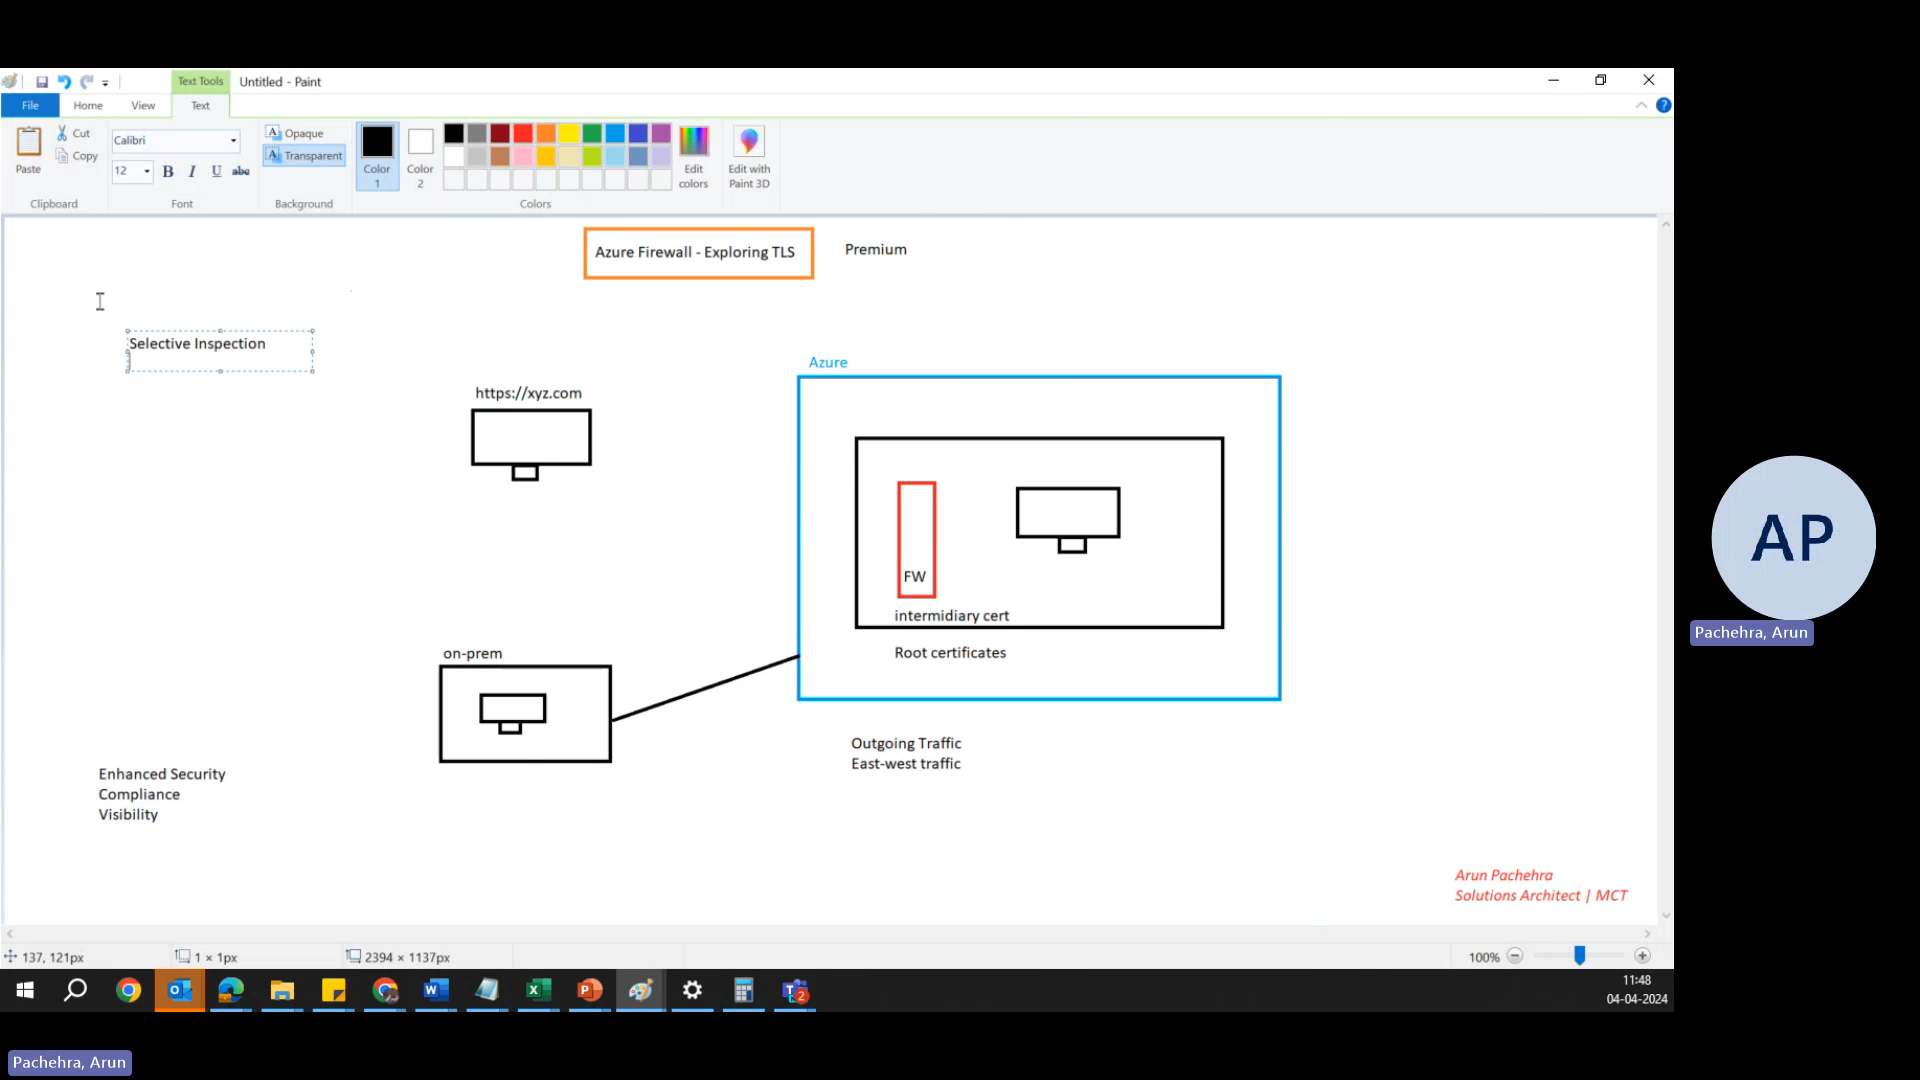 Text Tools
Untitled - Paint
File
Home
View
Text
Paste
Cut
Copy
Clipboard
Calibri
12
B
I
U
abc
Font
Opaque
Transparent
Background
Color
1
Color
2
Edit
colors
Edit with
Paint 3D
Colors
Azure Firewall - Exploring TLS
Premium
Selective Inspection
https://xyz.com
Azure
FW
intermidiary cert
Root certificates
on-prem
Outgoing Traffic
East-west traffic
Enhanced Security
Compliance
Visibility
Arun Pachehra
Solutions Architect | MCT
137, 121px
1 × 1px
2394 × 1137px
100%
11:48
04-04-2024
AP
Pachehra, Arun
Pachehra, Arun